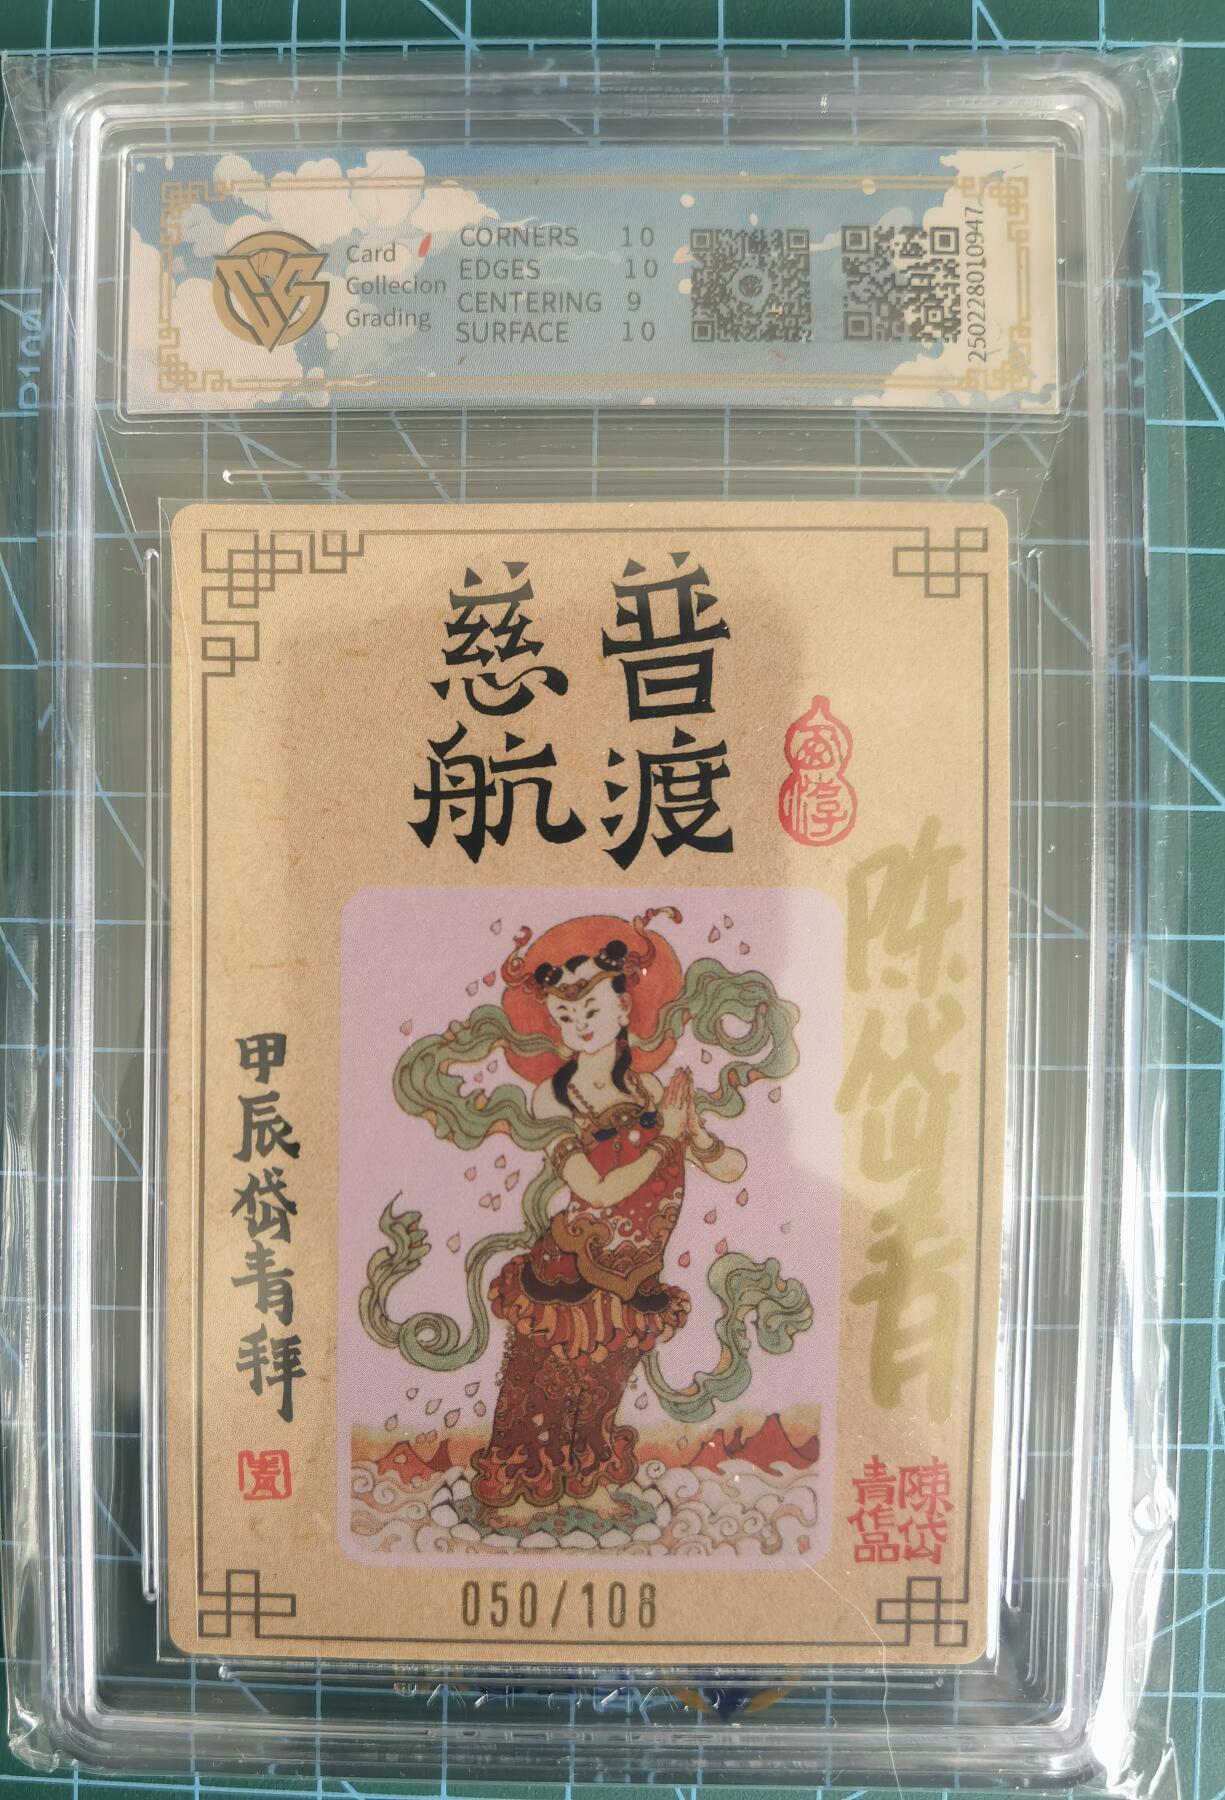 Card
Collecion
Grading
CORNERS 10
EDGES 10
CENTERING 9
SURFACE 10
250228010947
普渡
慈航
陈岱青
甲辰岱青拜
陳岱
青作品
050/108